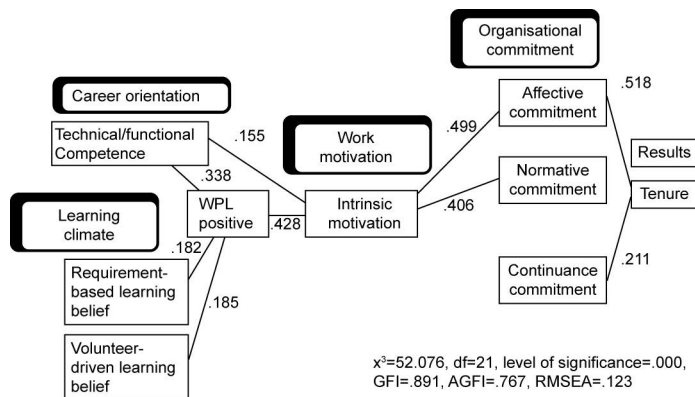 Organisational
commitment
Career orientation
Affective
commitment
.518
Technical/functional
Competence
.155
Work
motivation
.499
Results
.338
Learning
climate
WPL
positive
.428
Intrinsic
motivation
.406
Normative
commitment
Tenure
.182
Requirement-
based learning
belief
.185
Continuance
commitment
.211
Volunteer-
driven learning
belief
x³=52.076, df=21, level of significance=.000,
GFI=.891, AGFI=.767, RMSEA=.123